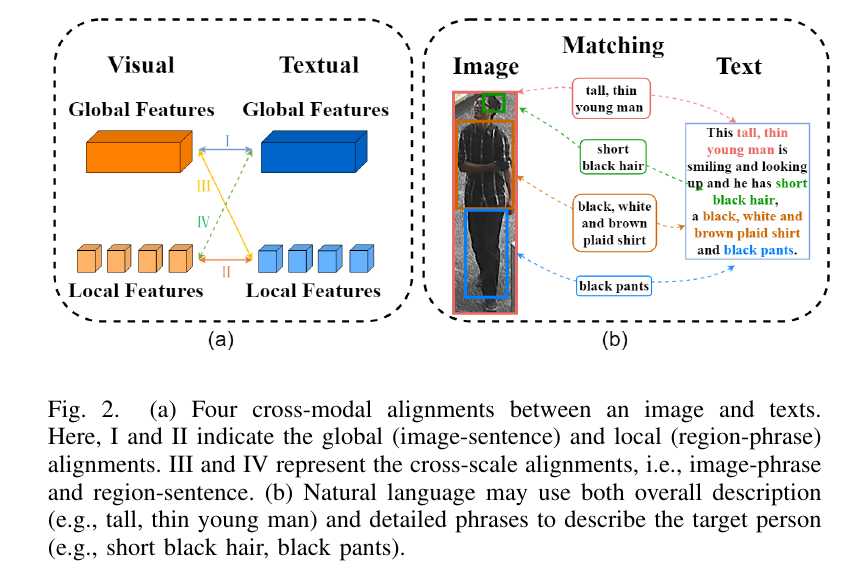 Visual
Textual
Global Features
Global Features
I
III
IV
II
Local Features
Local Features
(a)
Matching
Image
Text
tall, thin
young man
short
black hair
black, white
and brown
plaid shirt
black pants
This tall, thin
young man is
smiling and looking
up and he has short
black hair,
a black, white and
brown plaid shirt
and black pants.
(b)
Fig. 2. (a) Four cross-modal alignments between an image and texts.
Here, I and II indicate the global (image-sentence) and local (region-phrase)
alignments. III and IV represent the cross-scale alignments, i.e., image-phrase
and region-sentence. (b) Natural language may use both overall description
(e.g., tall, thin young man) and detailed phrases to describe the target person
(e.g., short black hair, black pants).